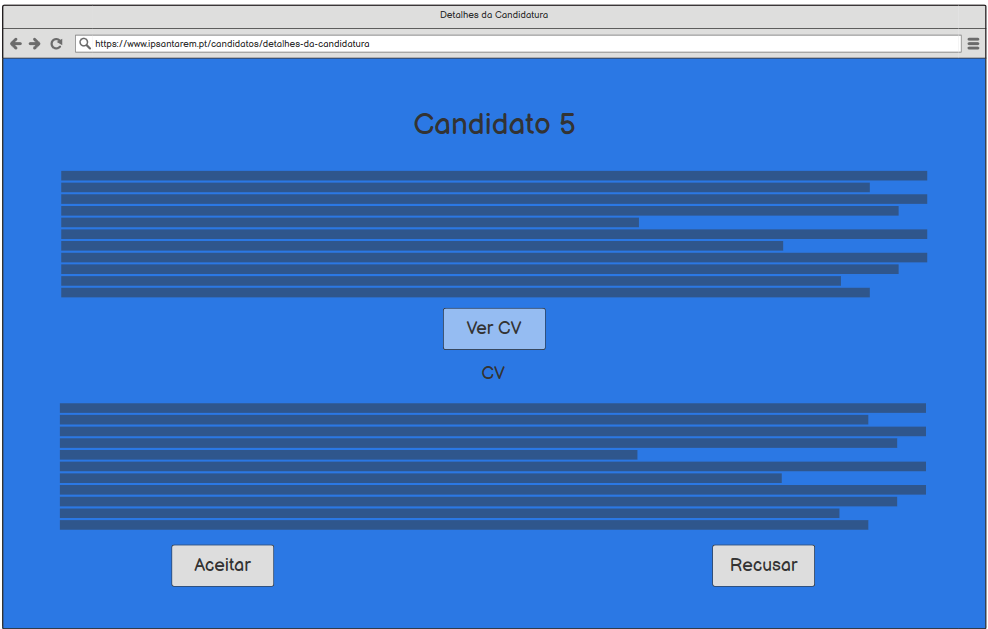 Detalhes da Candidatura
https://www.ipsantarem.pt/candidatos/detalhes-da-candidatura
Candidato 5
Ver CV
CV
Aceitar
Recusar